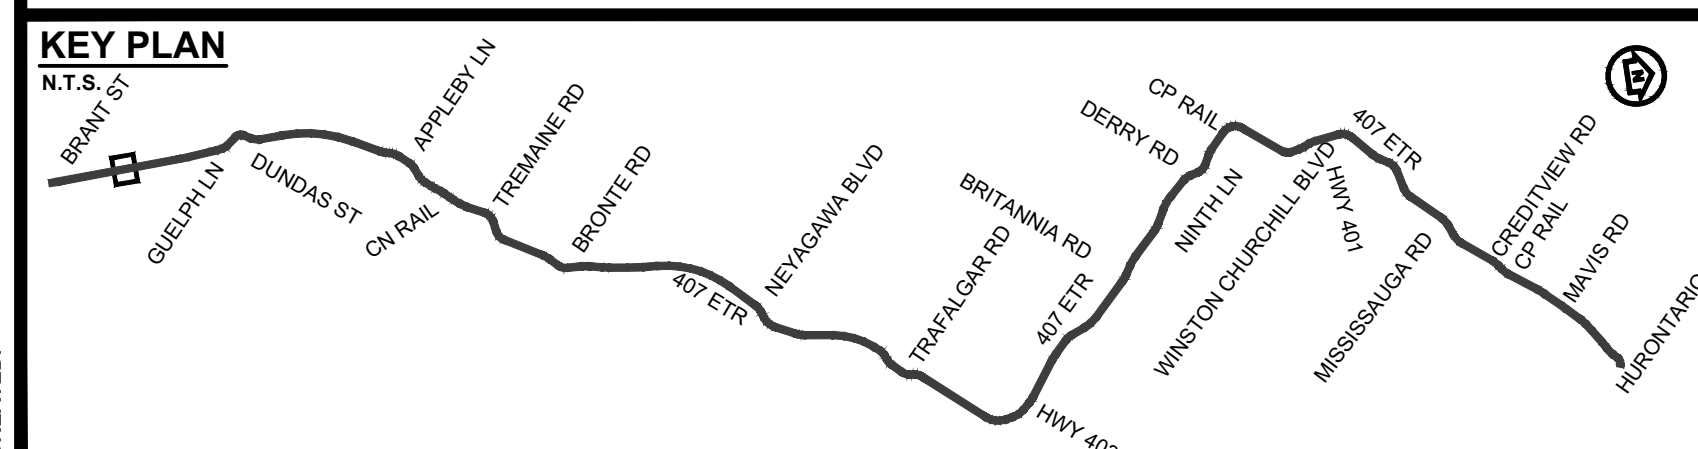 KEY PLAN
N.T.S.
BRANT ST
GUELPH LN
DUNDAS ST
CN RAIL
APPLEBY LN
TREMAINE RD
BRONTE RD
407 ETR
NEYAGAWA BLVD
TRAFALGAR RD
HWY
407 ETR
BRITANNIA RD
DERRY RD
CP RAIL
NINTH LN
WINSTON CHURCHILL BLVD
HWY 401
407 ETR
MISSISSAUGA RD
CREDITVIEW RD
CP RAIL
MAVIS RD
HURONTARIO
N